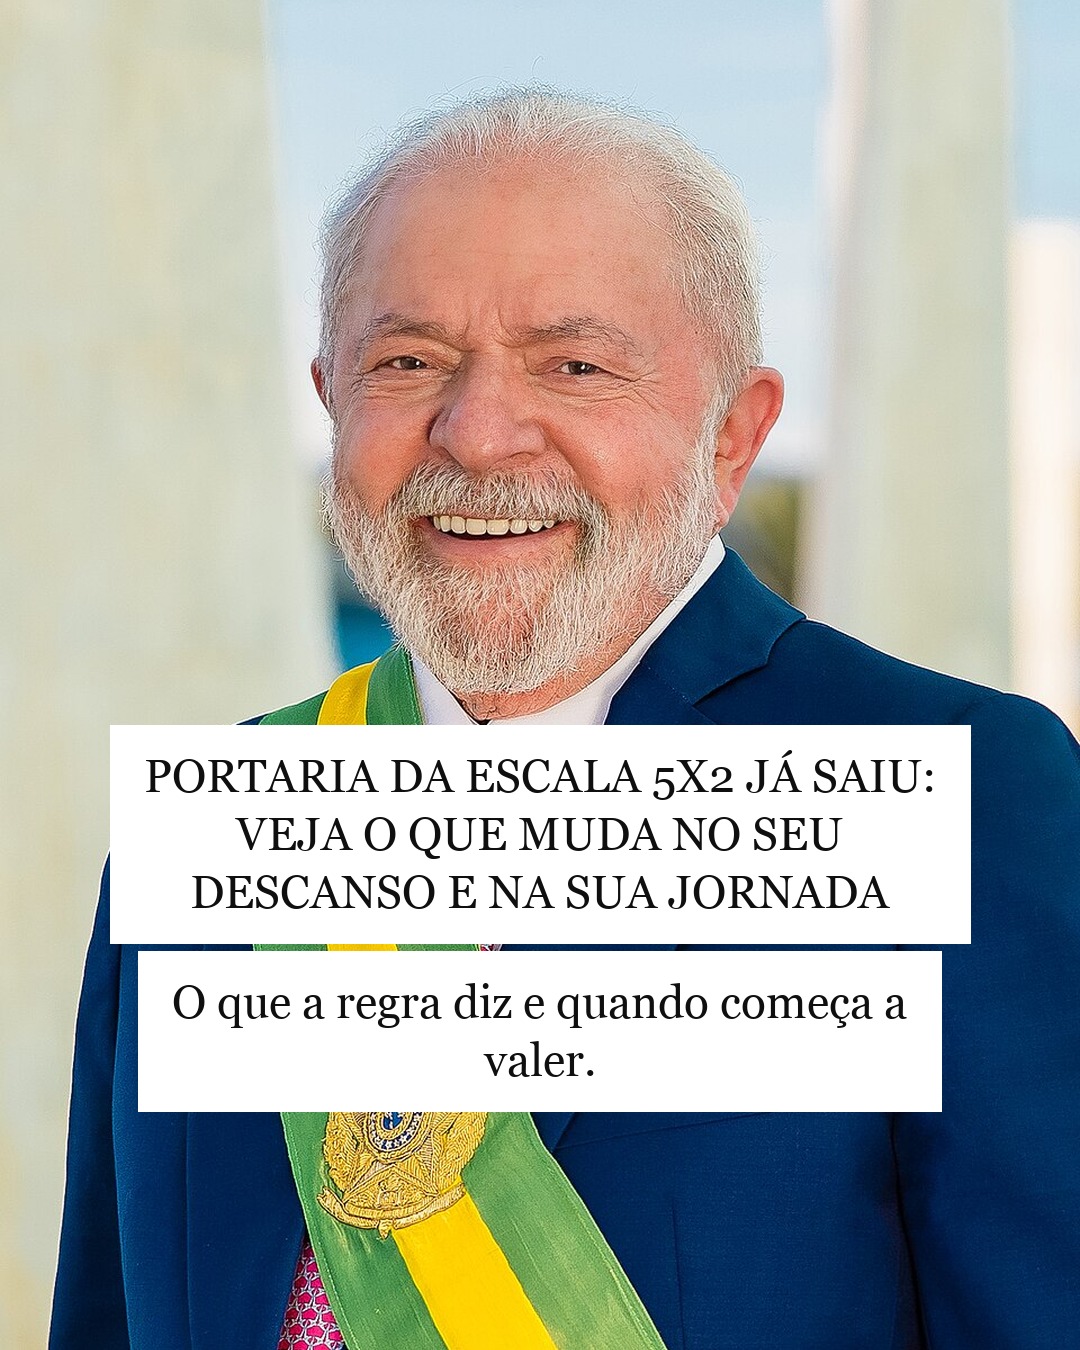 PORTARIA DA ESCALA 5X2 JÁ SAIU:
VEJA O QUE MUDA NO SEU
DESCANSO E NA SUA JORNADA
O que a regra diz e quando começa a
valer.